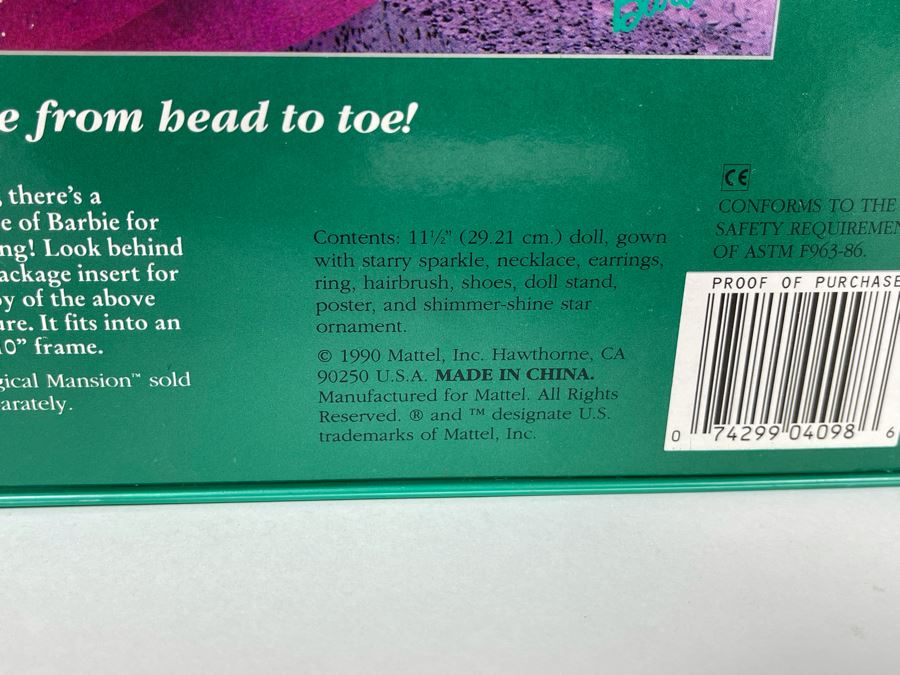 Barbie
e from head to toe!
, there's a
e of Barbie for
ng! Look behind
ackage insert for
py of the above
ure. It fits into an
10" frame.
gical Mansion™ sold
arately.
Contents: 11½" (29.21 cm.) doll, gown
with starry sparkle, necklace, earrings,
ring, hairbrush, shoes, doll stand,
poster, and shimmer-shine star
ornament.
© 1990 Mattel, Inc. Hawthorne, CA
90250 U.S.A. MADE IN CHINA.
Manufactured for Mattel. All Rights
Reserved. ® and ™ designate U.S.
trademarks of Mattel, Inc.
CE
CONFORMS TO THE
SAFETY REQUIREMEN
OF ASTM F963-86.
PROOF OF PURCHASE
0 74299 04098 6